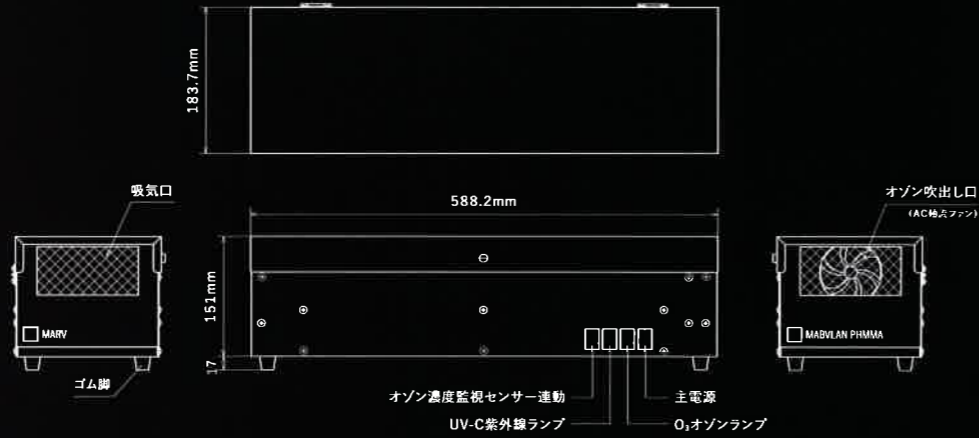 183.7mm
吸気口
588.2mm
オゾン吹出し口
151mm
17
MARV
MABVLAN PHMMA
ゴム脚
オゾン濃度監視センサー連動
主電源
UV-C紫外線ランプ
O₃オゾンランプ